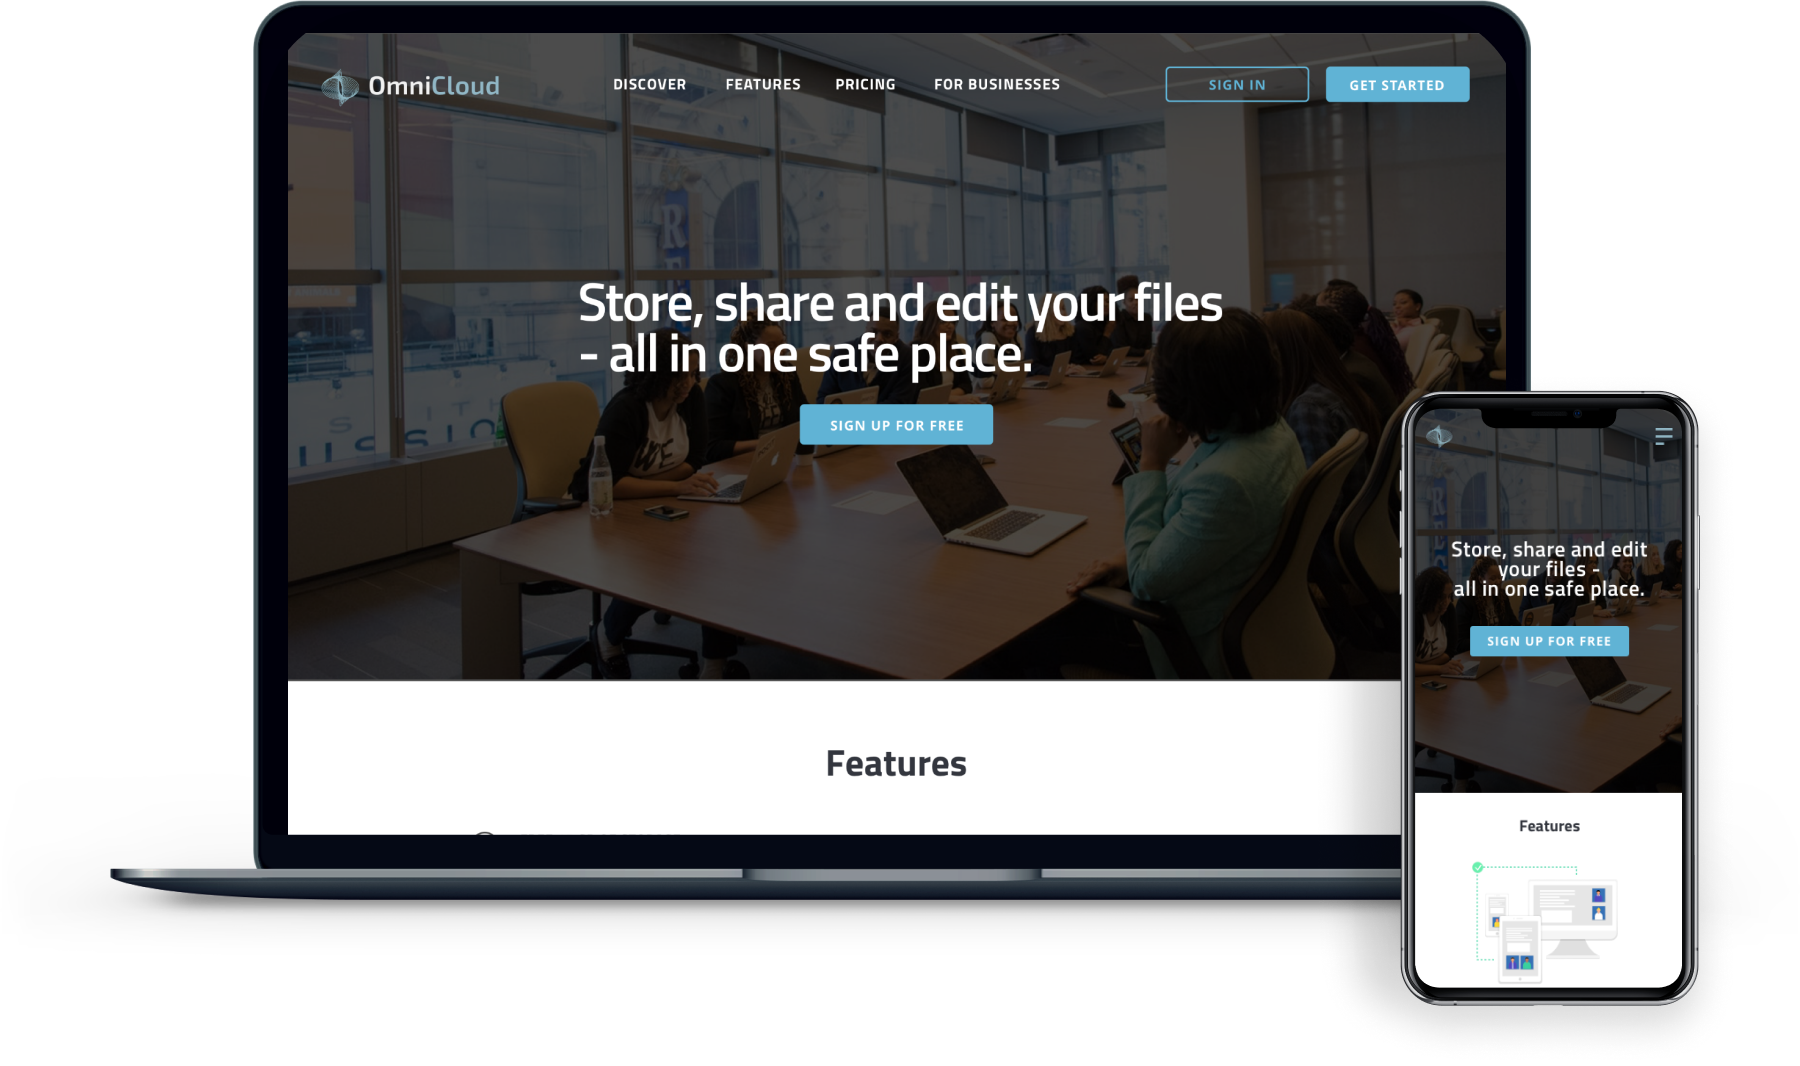 OmniCloud
DISCOVER
FEATURES
PRICING
FOR BUSINESSES
SIGN IN
GET STARTED
Store, share and edit your files
- all in one safe place.
SIGN UP FOR FREE
Features
Store, share and edit
your files -
all in one safe place.
SIGN UP FOR FREE
Features